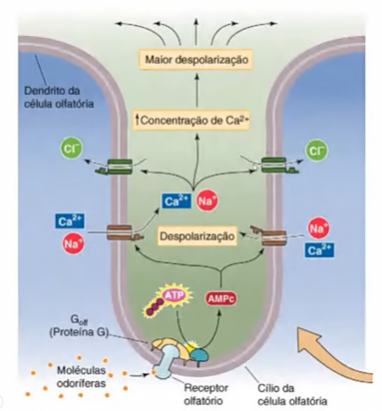 Maior despolarização
Dendrito da
célula olfatória
↑Concentração de Ca²⁺
Cl⁻
Cl⁻
Ca²⁺
Na⁺
Ca²⁺
Na⁺
Despolarização
Na⁺
Ca²⁺
ATP
AMPc
Golf
(Proteína G)
Moléculas
odoríferas
Receptor
olfatório
Cílio da
célula olfatória